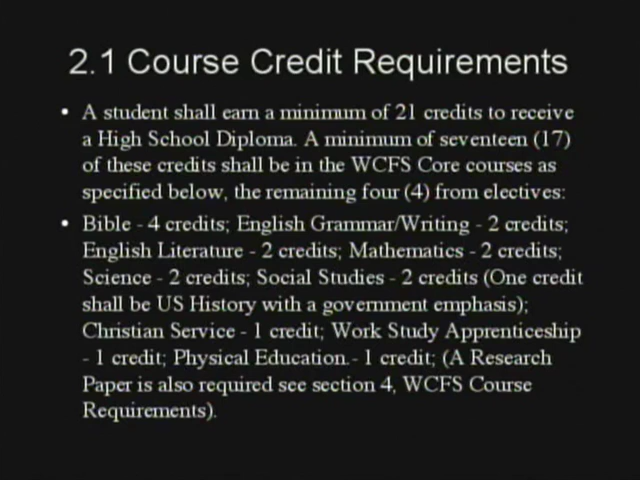 2.1 Course Credit Requirements
• A student shall earn a minimum of 21 credits to receive
a High School Diploma. A minimum of seventeen (17)
of these credits shall be in the WCFS Core courses as
specified below, the remaining four (4) from electives:
• Bible - 4 credits; English Grammar/Writing - 2 credits;
English Literature - 2 credits; Mathematics - 2 credits;
Science - 2 credits; Social Studies - 2 credits (One credit
shall be US History with a government emphasis);
Christian Service - 1 credit; Work Study Apprenticeship
- 1 credit; Physical Education.- 1 credit; (A Research
Paper is also required see section 4, WCFS Course
Requirements).